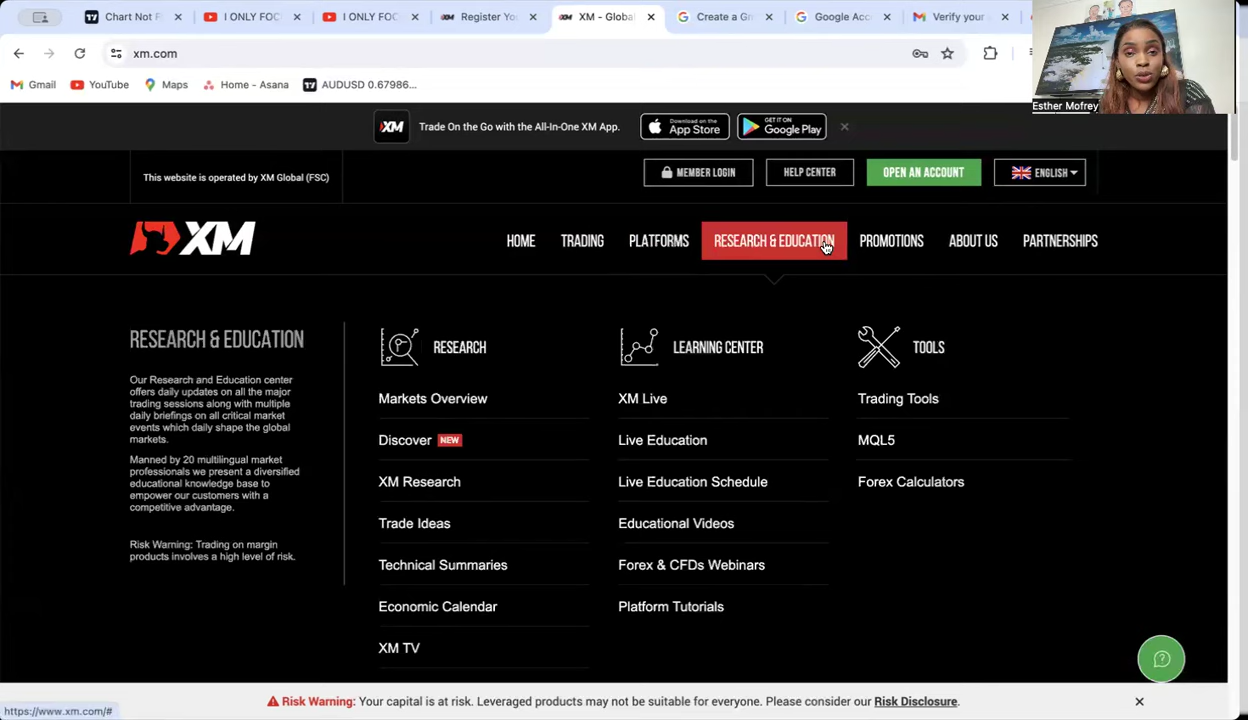 Chart Not F
I ONLY FOC
I ONLY FOC
Register Yo
XM - Globa
Create a Gr
Google Acc
Verify your
xm.com
Gmail
YouTube
Maps
Home - Asana
AUDUSD 0.67986...
Esther Mofrey
XM
Trade On the Go with the All-In-One XM App.
Download on the
App Store
GET IT ON
Google Play
This website is operated by XM Global (FSC)
MEMBER LOGIN
HELP CENTER
OPEN AN ACCOUNT
ENGLISH
XM
HOME
TRADING
PLATFORMS
RESEARCH & EDUCATION
PROMOTIONS
ABOUT US
PARTNERSHIPS
RESEARCH & EDUCATION
Our Research and Education center
offers daily updates on all the major
trading sessions along with multiple
daily briefings on all critical market
events which daily shape the global
markets.
Manned by 20 multilingual market
professionals we present a diversified
educational knowledge base to
empower our customers with a
competitive advantage.
Risk Warning: Trading on margin
products involves a high level of risk.
RESEARCH
Markets Overview
Discover NEW
XM Research
Trade Ideas
Technical Summaries
Economic Calendar
XM TV
LEARNING CENTER
XM Live
Live Education
Live Education Schedule
Educational Videos
Forex & CFDs Webinars
Platform Tutorials
TOOLS
Trading Tools
MQL5
Forex Calculators
Risk Warning: Your capital is at risk. Leveraged products may not be suitable for everyone. Please consider our Risk Disclosure.
https://www.xm.com/#